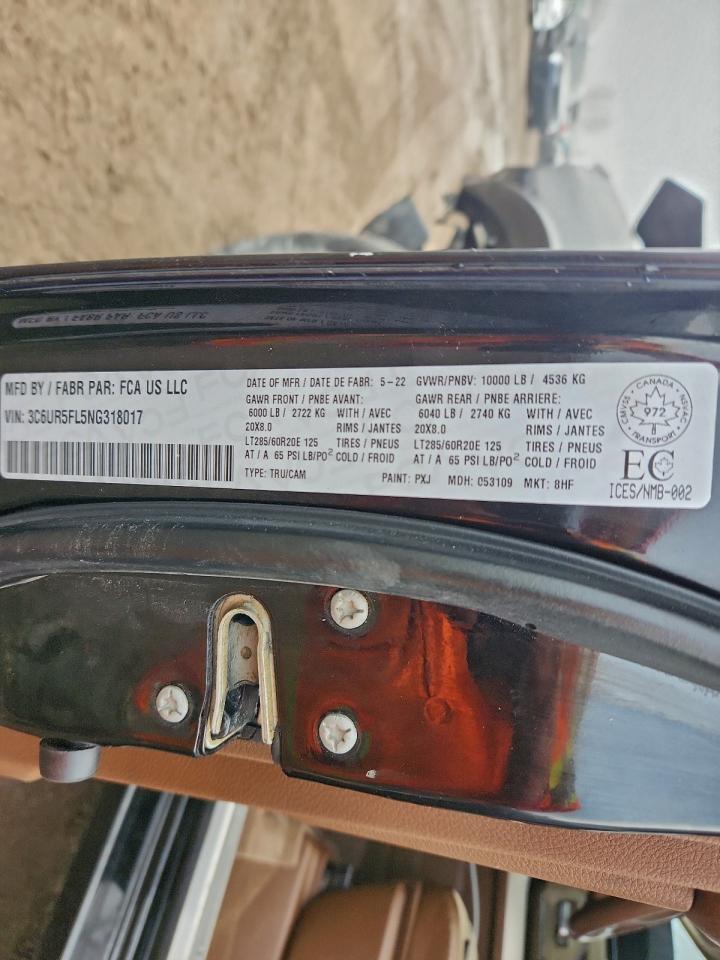 MFD BY / FABR PAR: FCA US LLC
VIN: 3C6UR5FL5NG318017
DATE OF MFR / DATE DE FABR: 5-22
GVWR/PNBV: 10000 LB / 4536 KG
GAWR FRONT / PNBE AVANT:
6000 LB / 2722 KG WITH / AVEC
20X8.0 RIMS / JANTES
LT285/60R20E 125 TIRES / PNEUS
AT / A 65 PSI LB/PO² COLD / FROID
GAWR REAR / PNBE ARRIERE:
6040 LB / 2740 KG WITH / AVEC
20X8.0 RIMS / JANTES
LT285/60R20E 125 TIRES / PNEUS
AT / A 65 PSI LB/PO² COLD / FROID
TYPE: TRU/CAM PAINT: PXJ MDH: 053109 MKT: 8HF
CANADA
CMVSS 972 NSVAC
TRANSPORT
EC
ICES/NMB-002